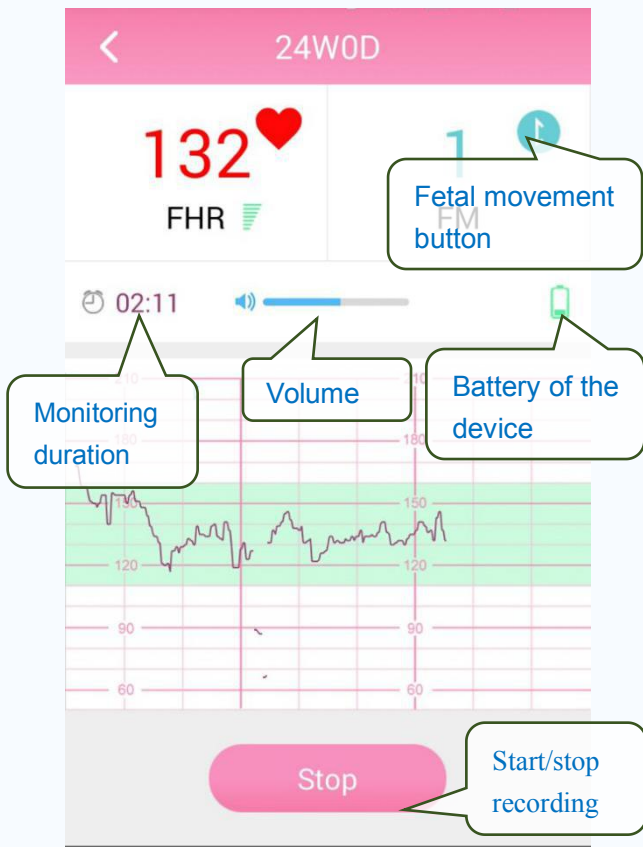 24W0D
132
1
FHR
FM
Fetal movement
button
02:11
Monitoring
duration
Volume
Battery of the
device
210
210
180
180
150
150
120
120
90
90
60
60
Stop
Start/stop
recording